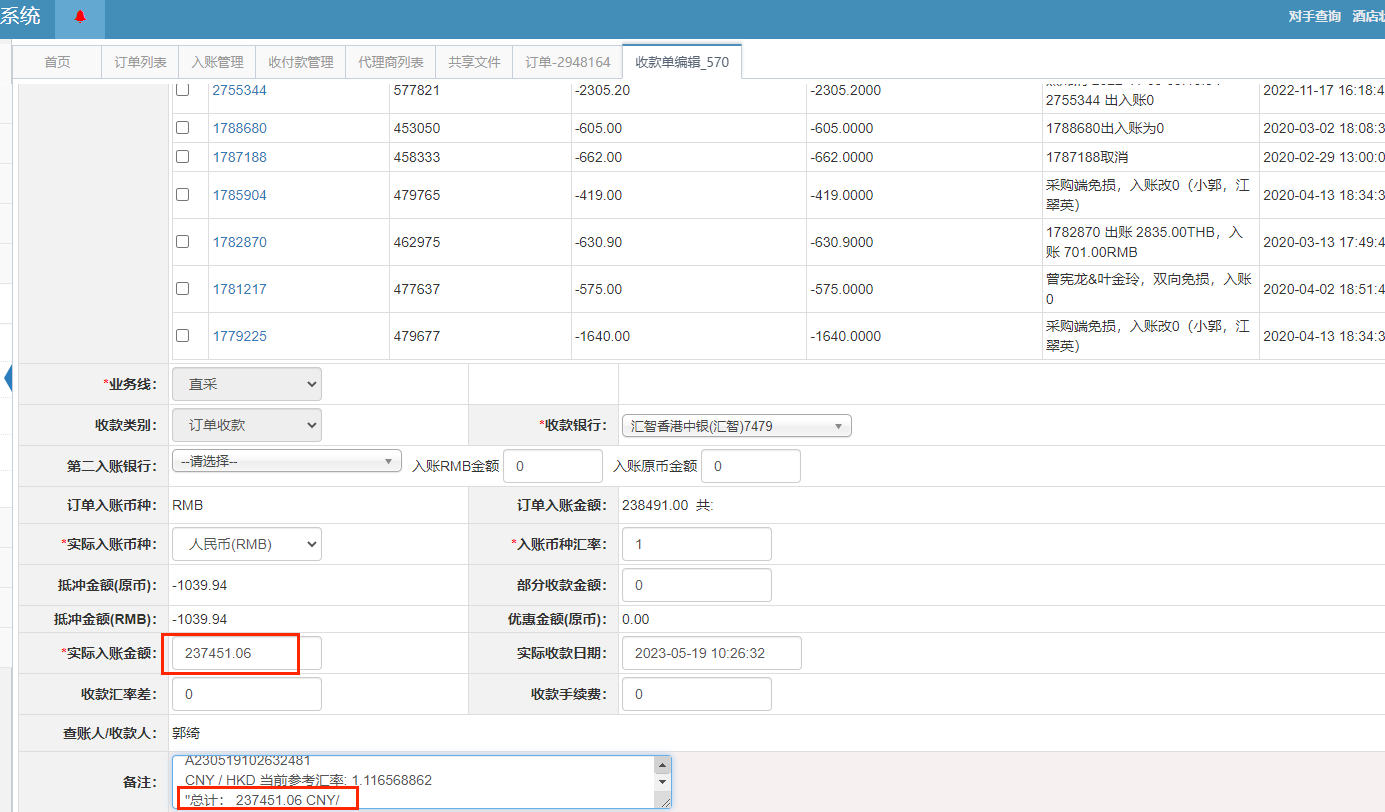 系统
对手查询 酒店
首页 订单列表 入账管理 收付款管理 代理商列表 共享文件 订单-2948164 收款单编辑_570
2755344 577821 -2305.20 -2305.2000 2755344 出入账0 2022-11-17 16:18:4
1788680 453050 -605.00 -605.0000 1788680出入账为0 2020-03-02 18:08:3
1787188 458333 -662.00 -662.0000 1787188取消 2020-02-29 13:00:0
1785904 479765 -419.00 -419.0000 采购端免损，入账改0（小郭，江 2020-04-13 18:34:3
翠英)
1782870 462975 -630.90 -630.9000 1782870 出账 2835.00THB，入 2020-03-13 17:49:4
账 701.00RMB
1781217 477637 -575.00 -575.0000 曾宪龙&叶金玲，双向免损，入账 2020-04-02 18:51:4
0
1779225 479677 -1640.00 -1640.0000 采购端免损，入账改0（小郭，江 2020-04-13 18:34:3
翠英)
*业务线： 直采
收款类别： 订单收款 *收款银行： 汇智香港中银(汇智)7479
第二入账银行： --请选择-- 入账RMB金额 0 入账原币金额 0
订单入账币种： RMB 订单入账金额： 238491.00 共:
*实际入账币种： 人民币(RMB) *入账币种汇率： 1
抵冲金额(原币)： -1039.94 部分收款金额： 0
抵冲金额(RMB)： -1039.94 优惠金额(原币)： 0.00
*实际入账金额： 237451.06 实际收款日期： 2023-05-19 10:26:32
收款汇率差： 0 收款手续费： 0
查账人/收款人： 郭绮
备注： A230519102632481
CNY / HKD 当前参考汇率: 1.116568862
"总计： 237451.06 CNY/